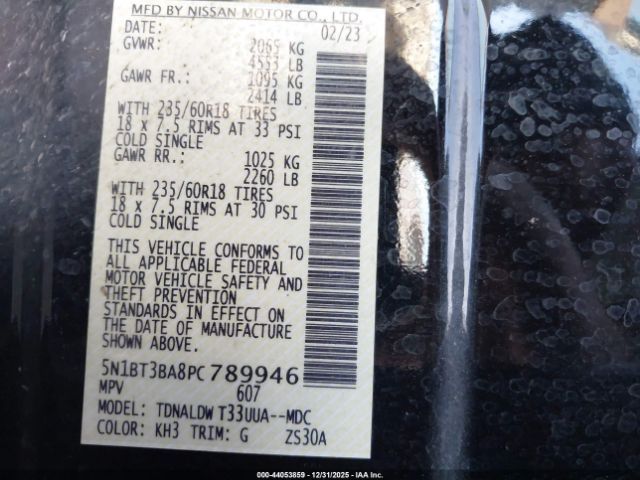 MFD BY NISSAN MOTOR CO., LTD.
DATE: 02/23
GVWR: 2065 KG
4553 LB
GAWR FR.: 1095 KG
2414 LB
WITH 235/60R18 TIRES
18 x 7.5 RIMS AT 33 PSI
COLD SINGLE
GAWR RR.: 1025 KG
2260 LB
WITH 235/60R18 TIRES
18 x 7.5 RIMS AT 30 PSI
COLD SINGLE
THIS VEHICLE CONFORMS TO
ALL APPLICABLE FEDERAL
MOTOR VEHICLE SAFETY AND
THEFT PREVENTION
STANDARDS IN EFFECT ON
THE DATE OF MANUFACTURE
SHOWN ABOVE.
5N1BT3BA8PC 789946
MPV 607
MODEL: TDNALDW T33UUA--MDC
COLOR: KH3 TRIM: G ZS30A
000-44053859 - 12/31/2025 - IAA Inc.